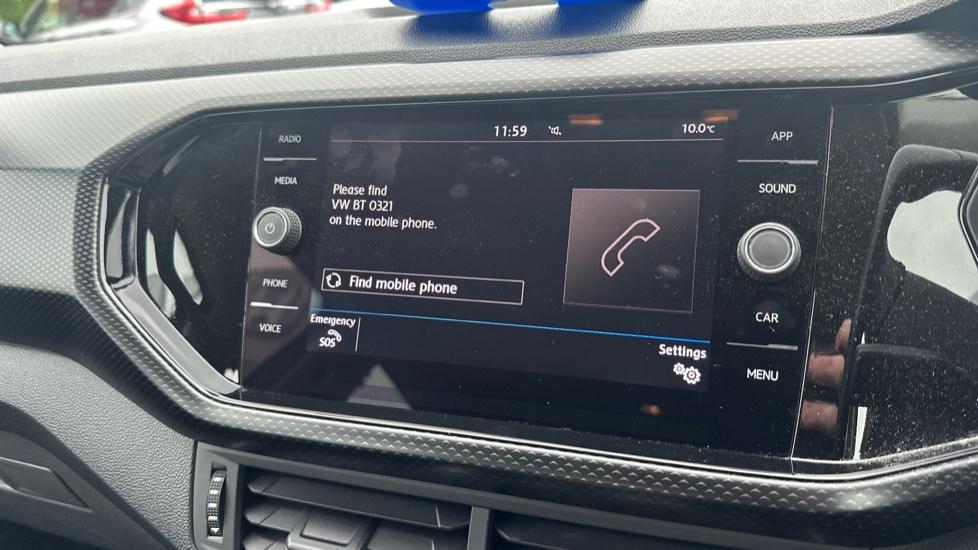 RADIO
MEDIA
PHONE
VOICE
11:59
10.0°C
Please find
VW BT 0321
on the mobile phone.
Find mobile phone
Emergency
SOS
Settings
APP
SOUND
CAR
MENU